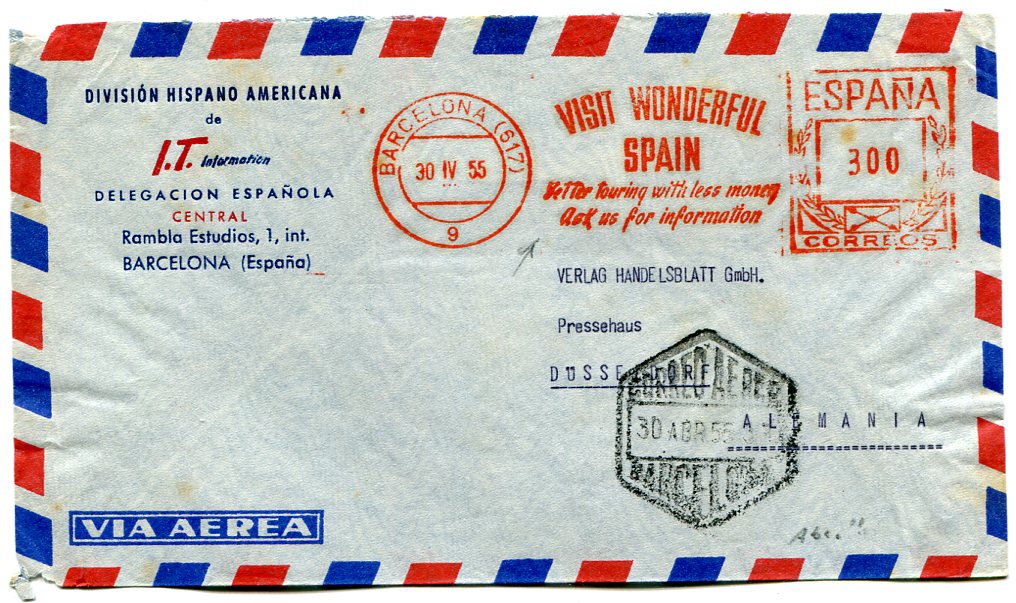 DIVISIÓN HISPANO AMERICANA
de
I.T. Information
DELEGACION ESPAÑOLA
CENTRAL
Rambla Estudios, 1, int.
BARCELONA (España)
BARCELONA (617)
30 IV 55
9
VISIT WONDERFUL
SPAIN
Better touring with less money
Ask us for information
ESPAÑA
300
CORREOS
VERLAG HANDELSBLATT GmbH.
Pressehaus
DÜSSELDORF
ALEMANIA
CORREO AEREO
30 ABR 55
BARCELONA
VIA AEREA